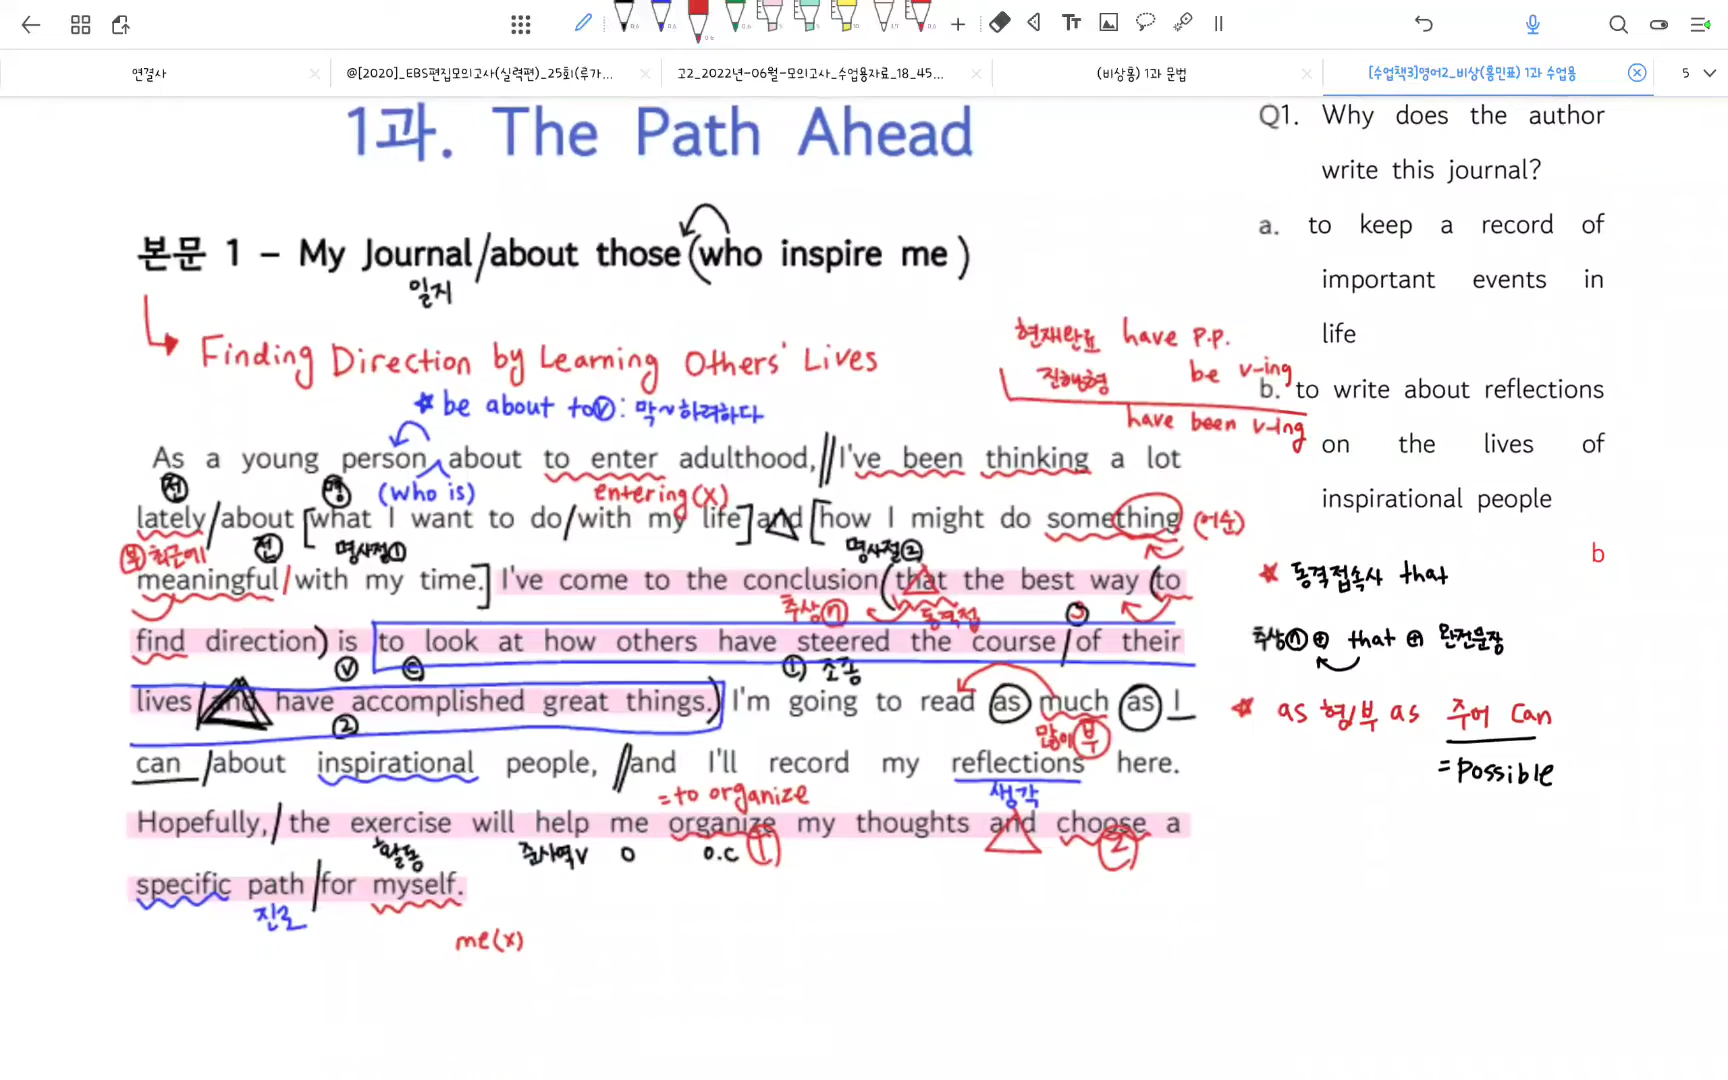 연결사
@[2020]_EBS편집모의고사(실력편)_25회(루가...
고2_2022년-06월-모의고사_수업용자료_18_45...
(비상홍) 1과 문법
[수업책3]영어2_비상(홍민표) 1과 수업용
5
1과. The Path Ahead
본문 1 – My Journal/about those(who inspire me)
일지
Finding Direction by Learning Others' Lives
★ be about to ⓥ: 막~하려하다
As a young person about to enter adulthood,//I've been thinking a lot
전 명 (who is) entering(x)
lately/about [what I want to do/with my life] and [how I might do something (어순)
부 최근에 전 명사절① 명사절②
meaningful/with my time.] I've come to the conclusion(that the best way (to
추상ⓝ 동격접 S
find direction) is to look at how others have steered the course/of their
ⓥ ⓒ ① 조종
lives/and have accomplished great things.) I'm going to read as much as I
② 많이 부
can /about inspirational people, //and I'll record my reflections here.
=to organize 생각
Hopefully,/the exercise will help me organize my thoughts and choose a
활동 준사역v o o.c ① ②
specific path/for myself.
진로
me(x)
현재완료 have p.p.
진행형 be v-ing
have been v-ing
Q1. Why does the author
write this journal?
a. to keep a record of
important events in
life
b. to write about reflections
on the lives of
inspirational people
b
★ 동격접속사 that
추상ⓝ ⊕ that ⊕ 완전문장
★ as 형/부 as 주어 can
= possible